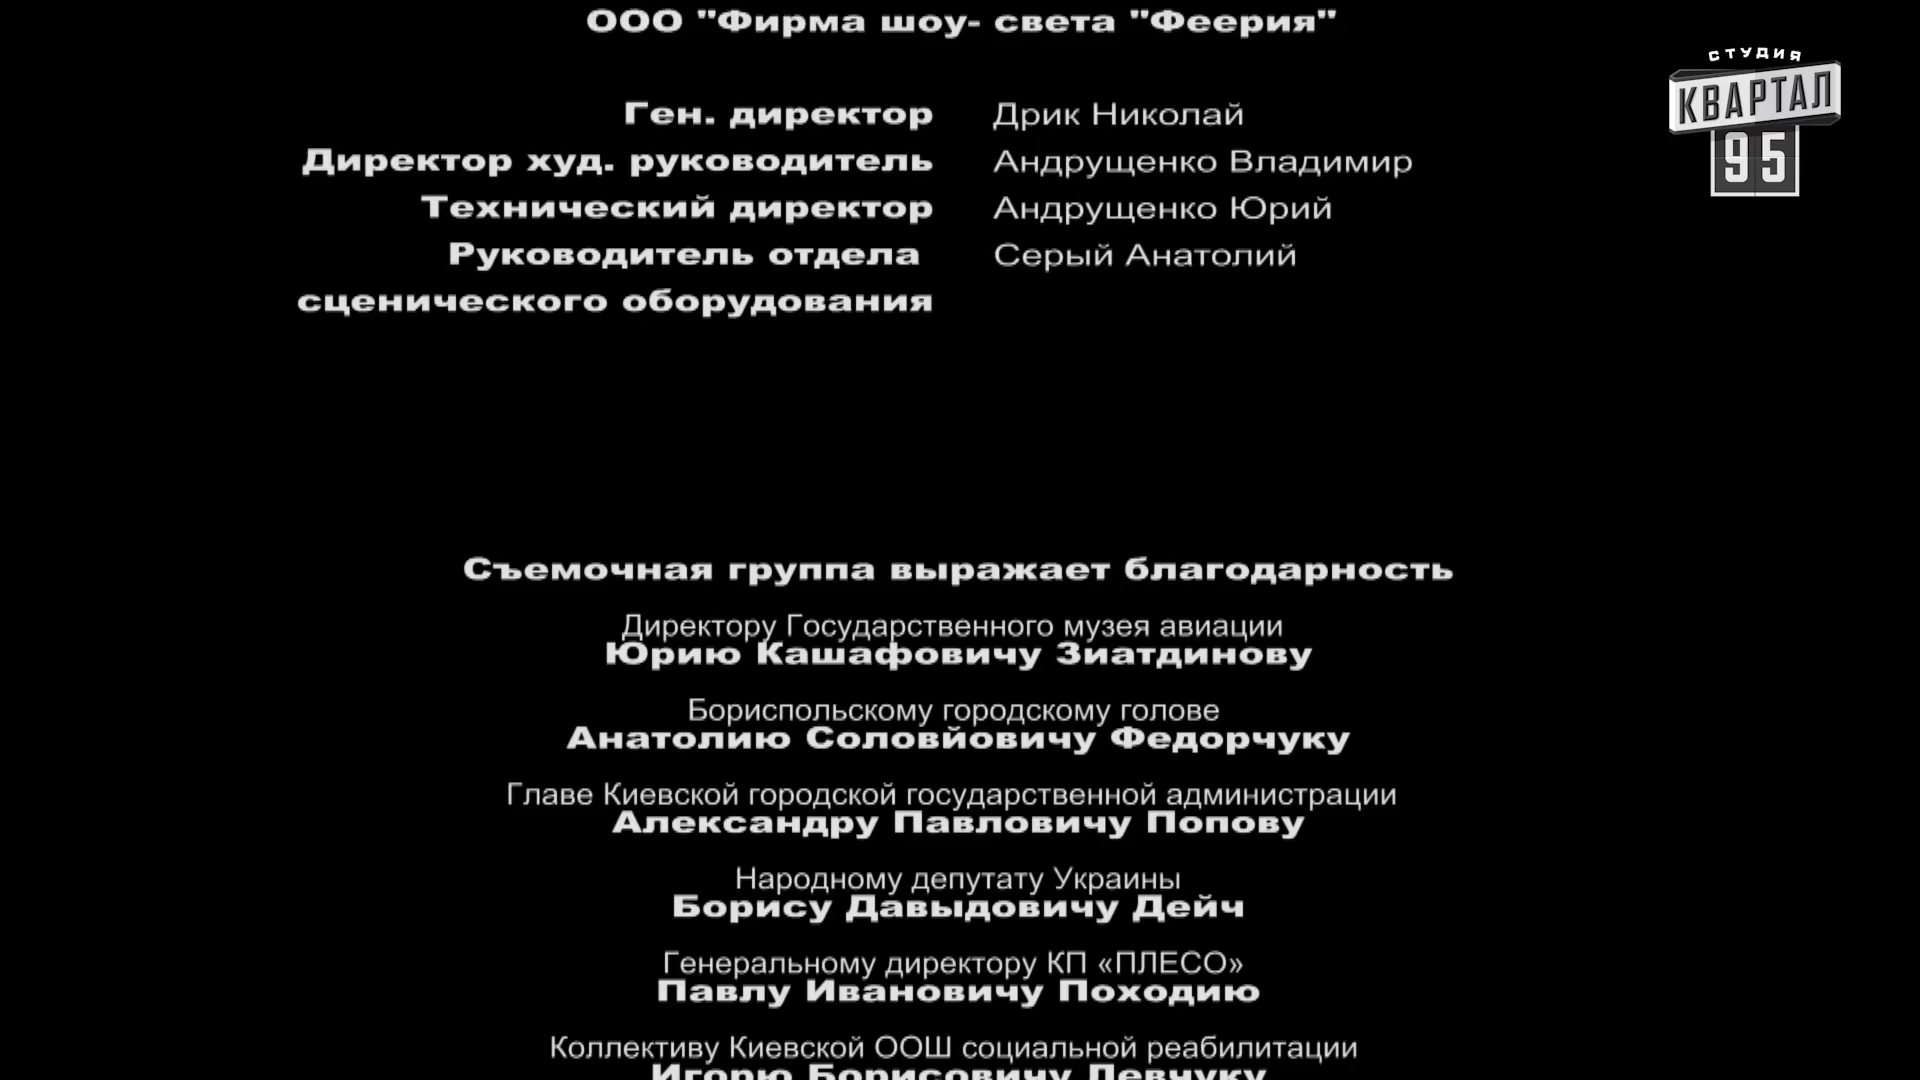 ООО "Фирма шоу- света "Феерия"
СТУДИЯ
КВАРТАЛ
95
Ген. директор Дрик Николай
Директор худ. руководитель Андрущенко Владимир
Технический директор Андрущенко Юрий
Руководитель отдела Серый Анатолий
сценического оборудования
Съемочная группа выражает благодарность
Директору Государственного музея авиации
Юрию Кашафовичу Зиатдинову
Бориспольскому городскому голове
Анатолию Соловйовичу Федорчуку
Главе Киевской городской государственной администрации
Александру Павловичу Попову
Народному депутату Украины
Борису Давыдовичу Дейч
Генеральному директору КП «ПЛЕСО»
Павлу Ивановичу Походию
Коллективу Киевской ООШ социальной реабилитации
Игорю Борисовичу